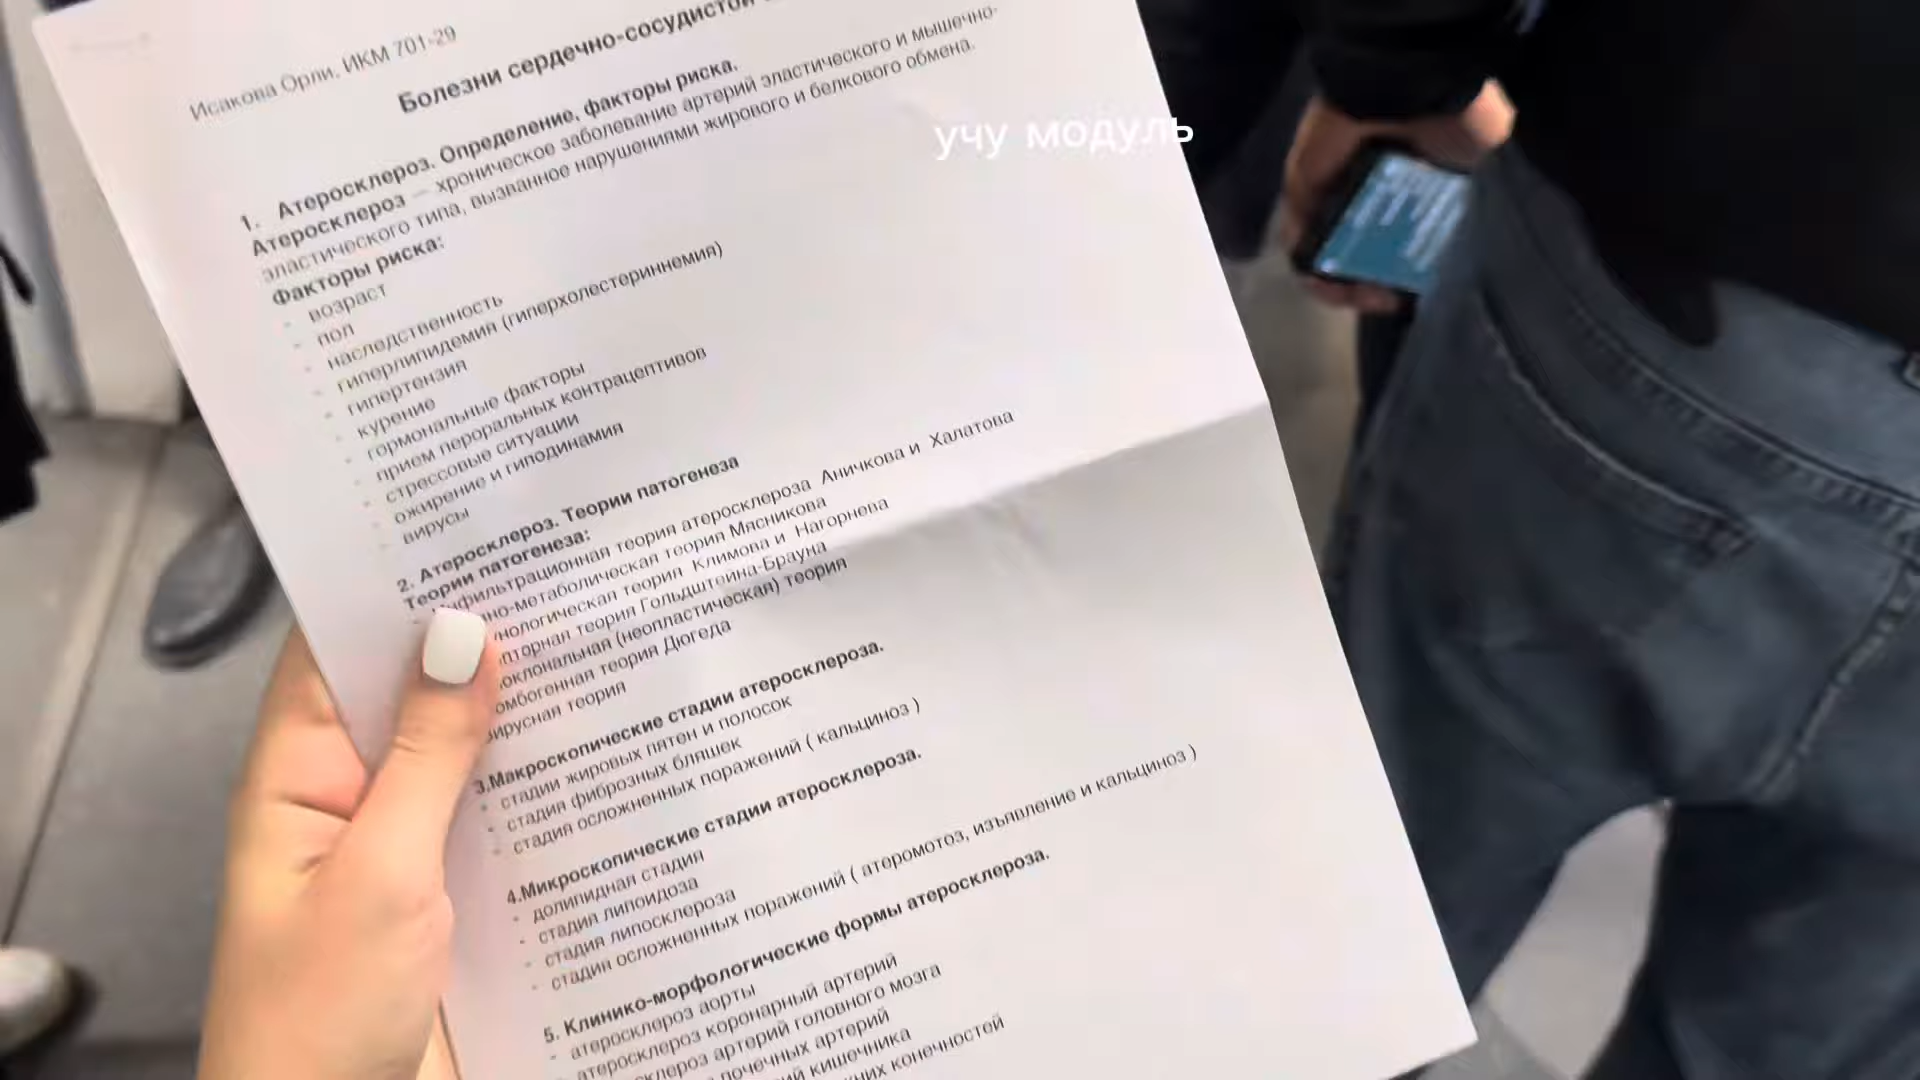 Исакова Орли. ИКМ 701-29
Болезни сердечно-сосудистой
учу модуль
1. Атеросклероз. Определение, факторы риска.
Атеросклероз — хроническое заболевание артерий эластического и мышечно-
эластического типа, вызванное нарушениями жирового и белкового обмена.
Факторы риска:
- возраст
- пол
- наследственность
- гиперлипидемия (гиперхолестериннемия)
- гипертензия
- курение
- гормональные факторы
- прием пероральных контрацептивов
- стрессовые ситуации
- ожирение и гиподинамия
- вирусы
2. Атеросклероз. Теории патогенеза
Теории патогенеза:
- инфильтрационная теория атеросклероза Аничкова и Халатова
но-метаболическая теория Мясникова
нологическая теория Климова и Нагорнева
пторная теория Гольдштейна-Брауна
оклональная (неопластическая) теория
омбогенная теория Дюгеда
вирусная теория
3.Макроскопические стадии атеросклероза.
- стадии жировых пятен и полосок
- стадия фиброзных бляшек
- стадия осложненных поражений ( кальциноз )
4.Микроскопические стадии атеросклероза.
- долипидная стадия
- стадия липоидоза
- стадия липосклероза
- стадия осложненных поражений ( атеромотоз, изъявление и кальциноз )
5. Клинико-морфологические формы атеросклероза.
- атеросклероз аорты
- атеросклероз коронарный артерий
склероз артерий головного мозга
почечных артерий
ий кишечника
них конечностей